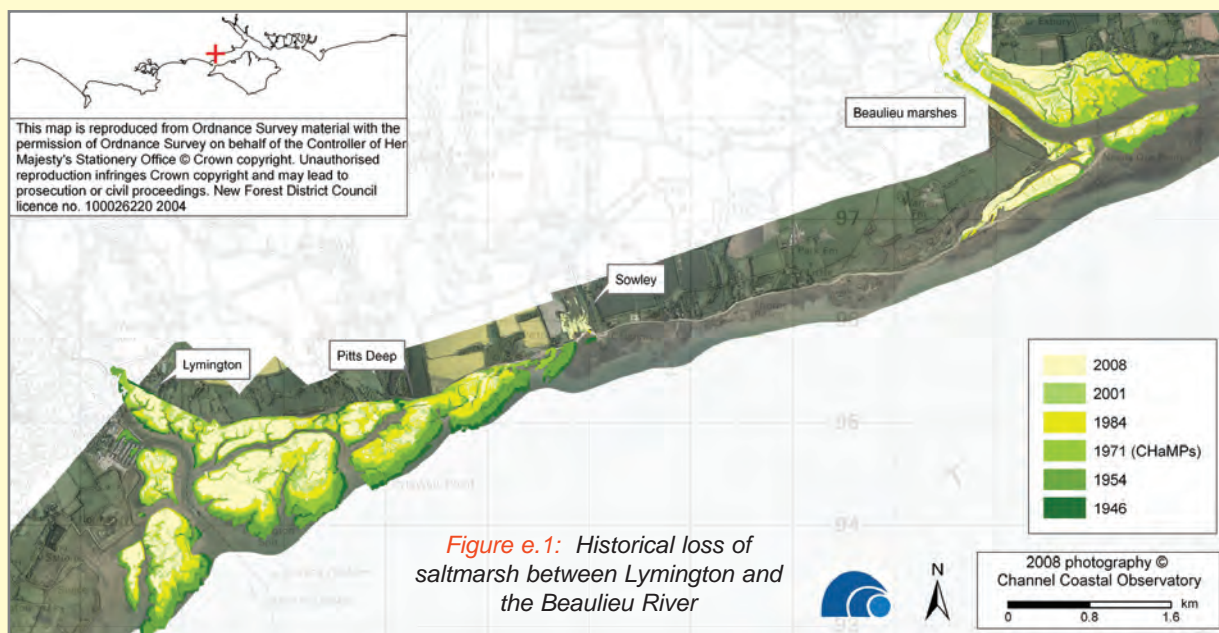 This map is reproduced from Ordnance Survey material with the
permission of Ordnance Survey on behalf of the Controller of Her
Majesty's Stationery Office © Crown copyright. Unauthorised
reproduction infringes Crown copyright and may lead to
prosecution or civil proceedings. New Forest District Council
licence no. 100026220 2004
Beaulieu marshes
97
Sowley
Pitts Deep
Lymington
96
95
94
2008
2001
1984
1971 (CHaMPs)
1954
1946
Figure e.1: Historical loss of
saltmarsh between Lymington and
the Beaulieu River
N
2008 photography ©
Channel Coastal Observatory
0 0.8 1.6 km